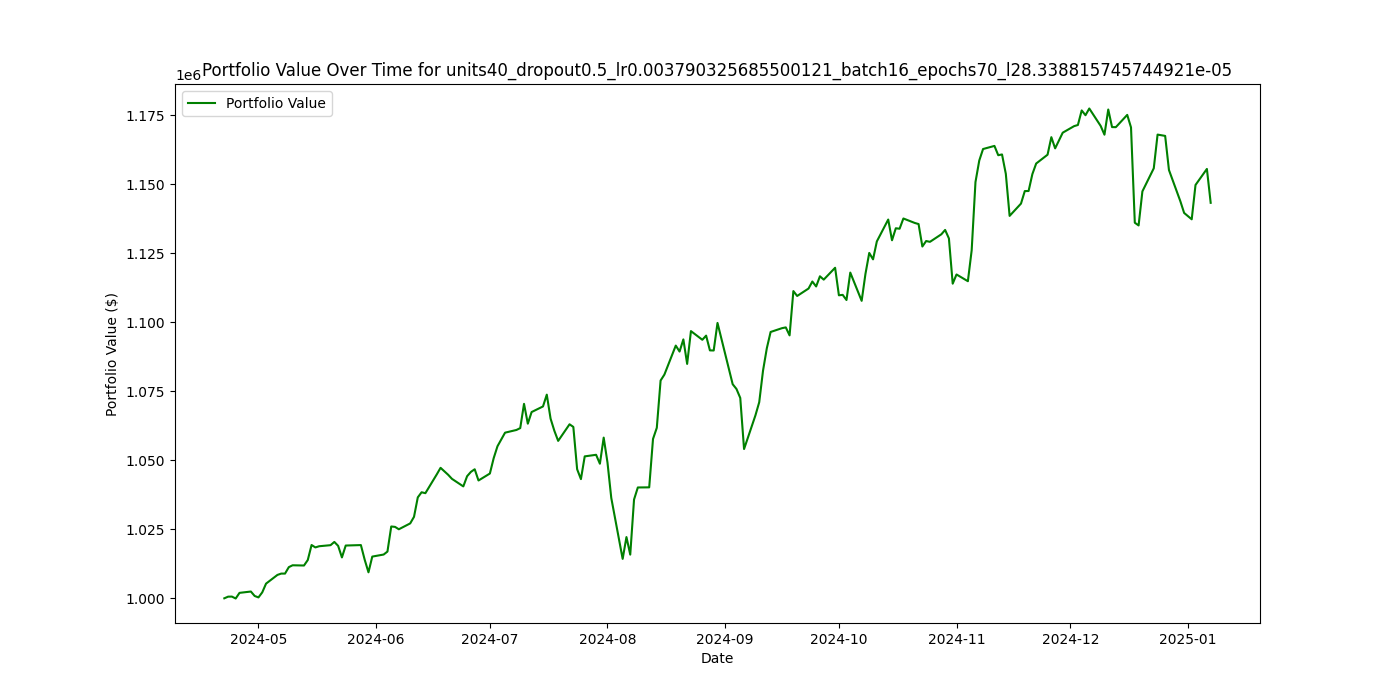 Portfolio Value Over Time for units40_dropout0.5_lr0.003790325685500121_batch16_epochs70_l28.338815745744921e-05
1e6
Portfolio Value
1.175
1.150
1.125
1.100
1.075
1.050
1.025
1.000
Portfolio Value ($)
2024-05 2024-06 2024-07 2024-08 2024-09 2024-10 2024-11 2024-12 2025-01
Date